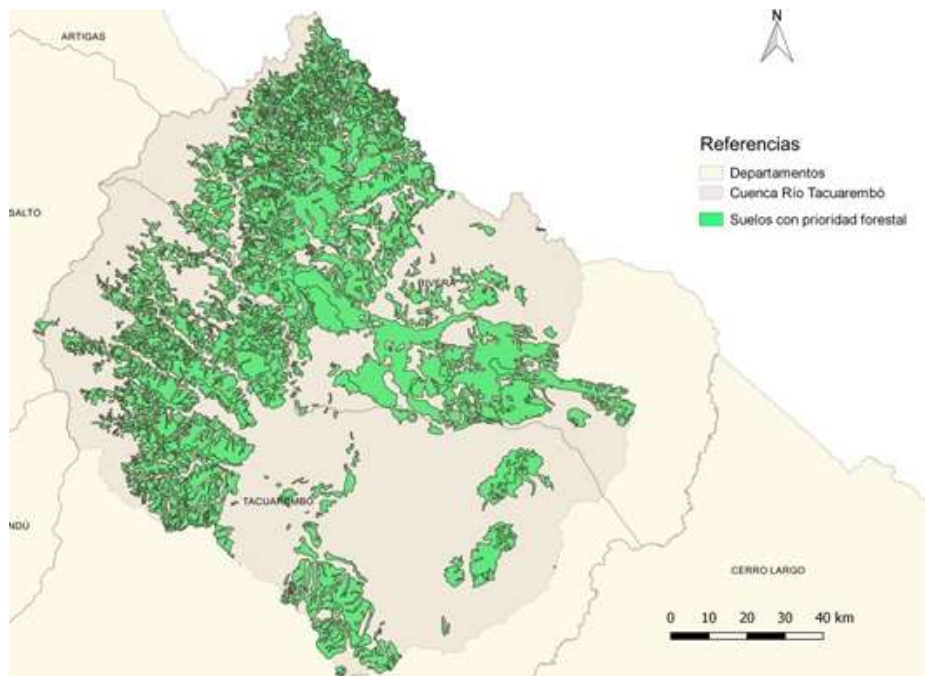 ARTIGAS
N
Referencias
Departamentos
Cuenca Río Tacuarembó
Suelos con prioridad forestal
SALTO
RIVERA
TACUAREMBÓ
NDÚ
CERRO LARGO
0 10 20 30 40 km